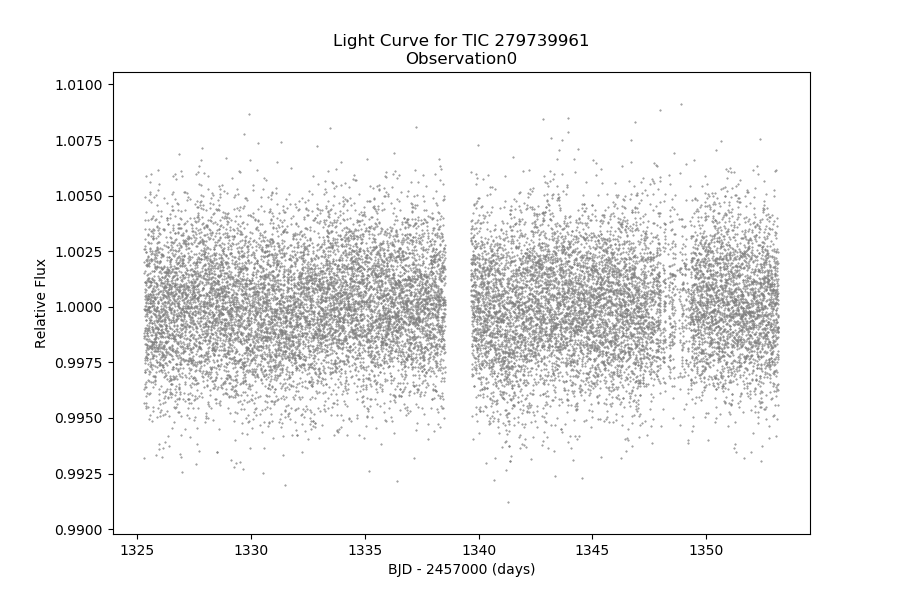 Light Curve for TIC 279739961
Observation0
1.0100
1.0075
1.0050
1.0025
1.0000
0.9975
0.9950
0.9925
0.9900
Relative Flux
1325 1330 1335 1340 1345 1350
BJD - 2457000 (days)